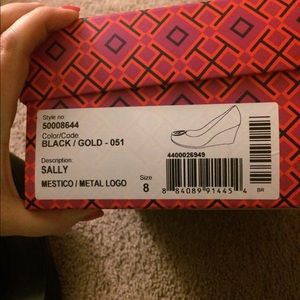 Style no:
50008644
Color/Code:
BLACK / GOLD - 051
4400026949
Description:
SALLY
MESTICO / METAL LOGO
Size
8
8 84089 91445 4
BR